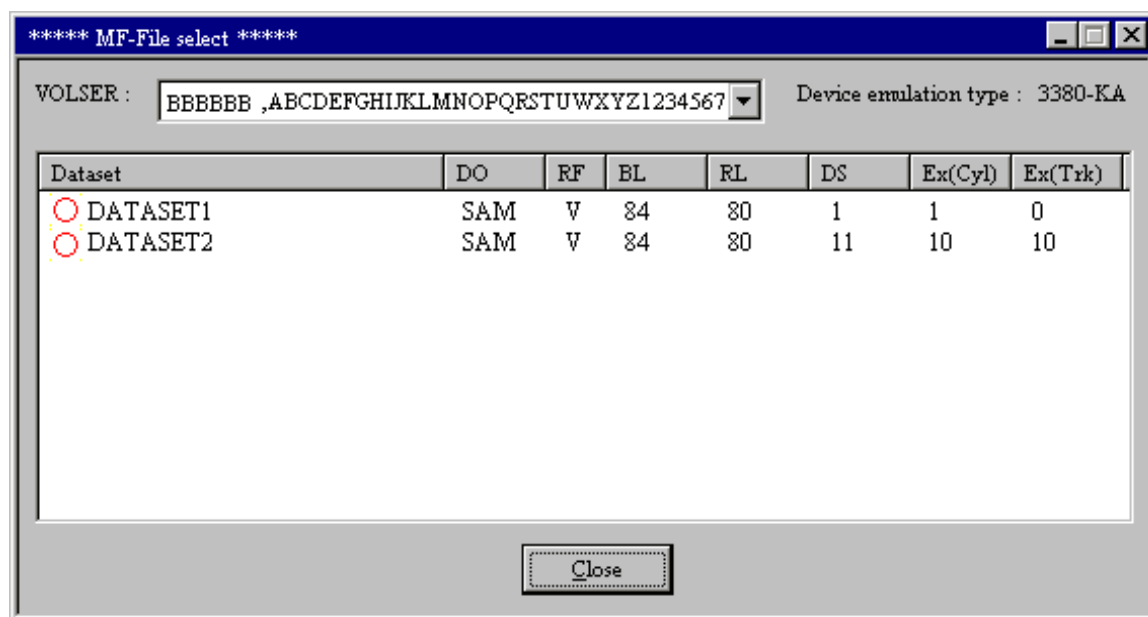 ***** MF-File select *****
VOLSER : BBBBBB ,ABCDEFGHIJKLMNOPQRSTUWXYZ1234567 Device emulation type : 3380-KA
Dataset DO RF BL RL DS Ex(Cyl) Ex(Trk)
DATASET1 SAM V 84 80 1 1 0
DATASET2 SAM V 84 80 11 10 10
Close